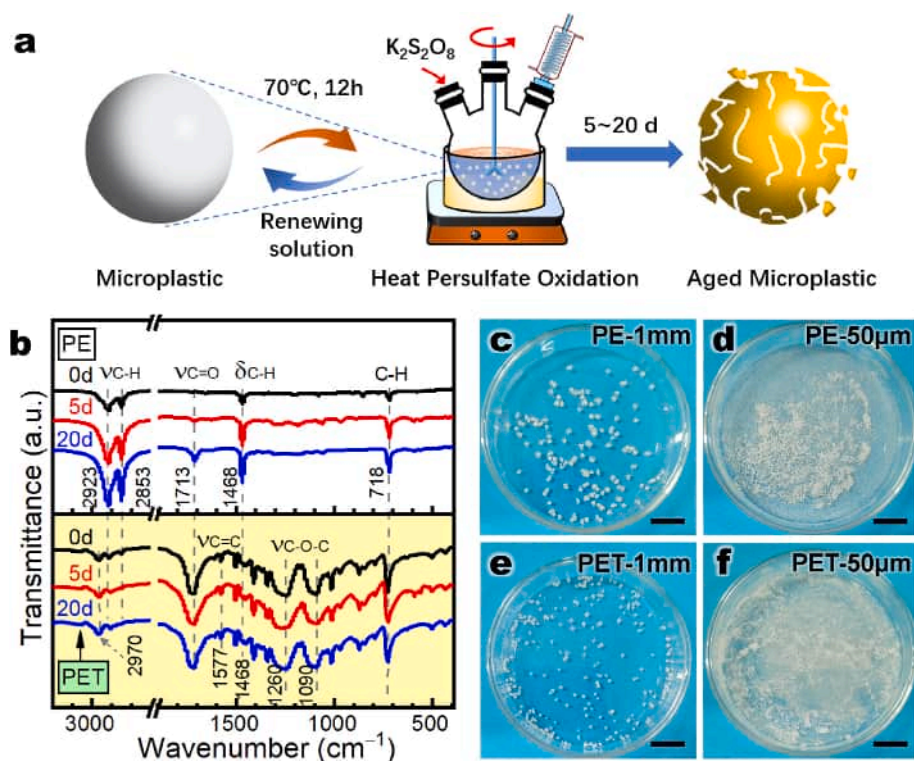 a
K₂S₂O₈
70℃, 12h
5~20 d
Renewing
solution
Microplastic
Heat Persulfate Oxidation
Aged Microplastic
b
PE
0d
νC-H
νC=O
δC-H
C-H
5d
20d
2923
2853
1713
1468
718
0d
νC=C
νC-O-C
5d
20d
PET
2970
1577
1468
1260
1090
Transmittance (a.u.)
3000
1500
1000
500
Wavenumber (cm⁻¹)
c
PE-1mm
d
PE-50μm
e
PET-1mm
f
PET-50μm